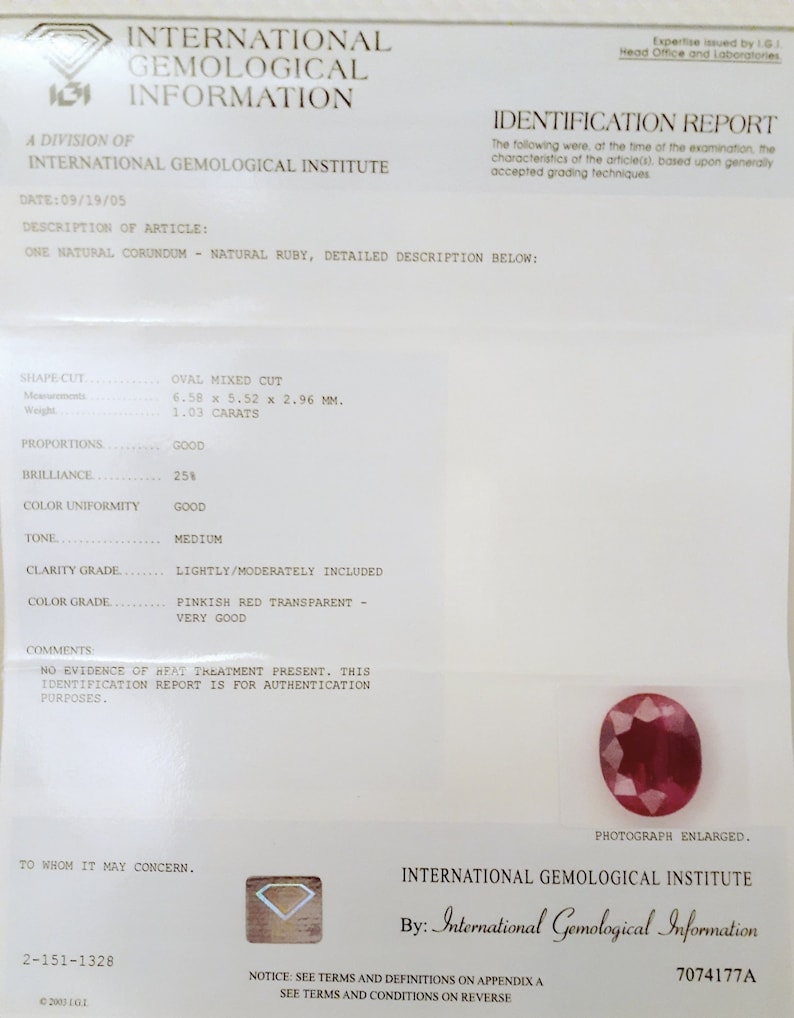 INTERNATIONAL
GEMOLOGICAL
INFORMATION
IGI
A DIVISION OF
INTERNATIONAL GEMOLOGICAL INSTITUTE
Expertise issued by I.G.I.
Head Office and Laboratories.
IDENTIFICATION REPORT
The following were, at the time of the examination, the
characteristics of the article(s), based upon generally
accepted grading techniques.
DATE:09/19/05
DESCRIPTION OF ARTICLE:
ONE NATURAL CORUNDUM - NATURAL RUBY, DETAILED DESCRIPTION BELOW:
SHAPE-CUT............ OVAL MIXED CUT
Measurements............ 6.58 x 5.52 x 2.96 MM.
Weight.................. 1.03 CARATS
PROPORTIONS.......... GOOD
BRILLIANCE........... 25%
COLOR UNIFORMITY GOOD
TONE................. MEDIUM
CLARITY GRADE........ LIGHTLY/MODERATELY INCLUDED
COLOR GRADE.......... PINKISH RED TRANSPARENT -
VERY GOOD
COMMENTS:
NO EVIDENCE OF HEAT TREATMENT PRESENT. THIS
IDENTIFICATION REPORT IS FOR AUTHENTICATION
PURPOSES.
PHOTOGRAPH ENLARGED.
TO WHOM IT MAY CONCERN.
INTERNATIONAL GEMOLOGICAL INSTITUTE
By: International Gemological Information
2-151-1328
7074177A
NOTICE: SEE TERMS AND DEFINITIONS ON APPENDIX A
SEE TERMS AND CONDITIONS ON REVERSE
© 2003 I.G.I.